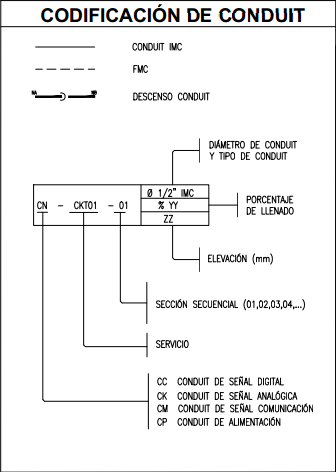 CODIFICACIÓN DE CONDUIT
CONDUIT IMC
FMC
DESCENSO CONDUIT
DIÁMETRO DE CONDUIT
Y TIPO DE CONDUIT
Ø 1/2" IMC
CN - CKT01 - 01
% YY
PORCENTAJE
DE LLENADO
ZZ
ELEVACIÓN (mm)
SECCIÓN SECUENCIAL (01,02,03,04,...)
SERVICIO
CC CONDUIT DE SEÑAL DIGITAL
CK CONDUIT DE SEÑAL ANALÓGICA
CM CONDUIT DE SEÑAL COMUNICACIÓN
CP CONDUIT DE ALIMENTACIÓN